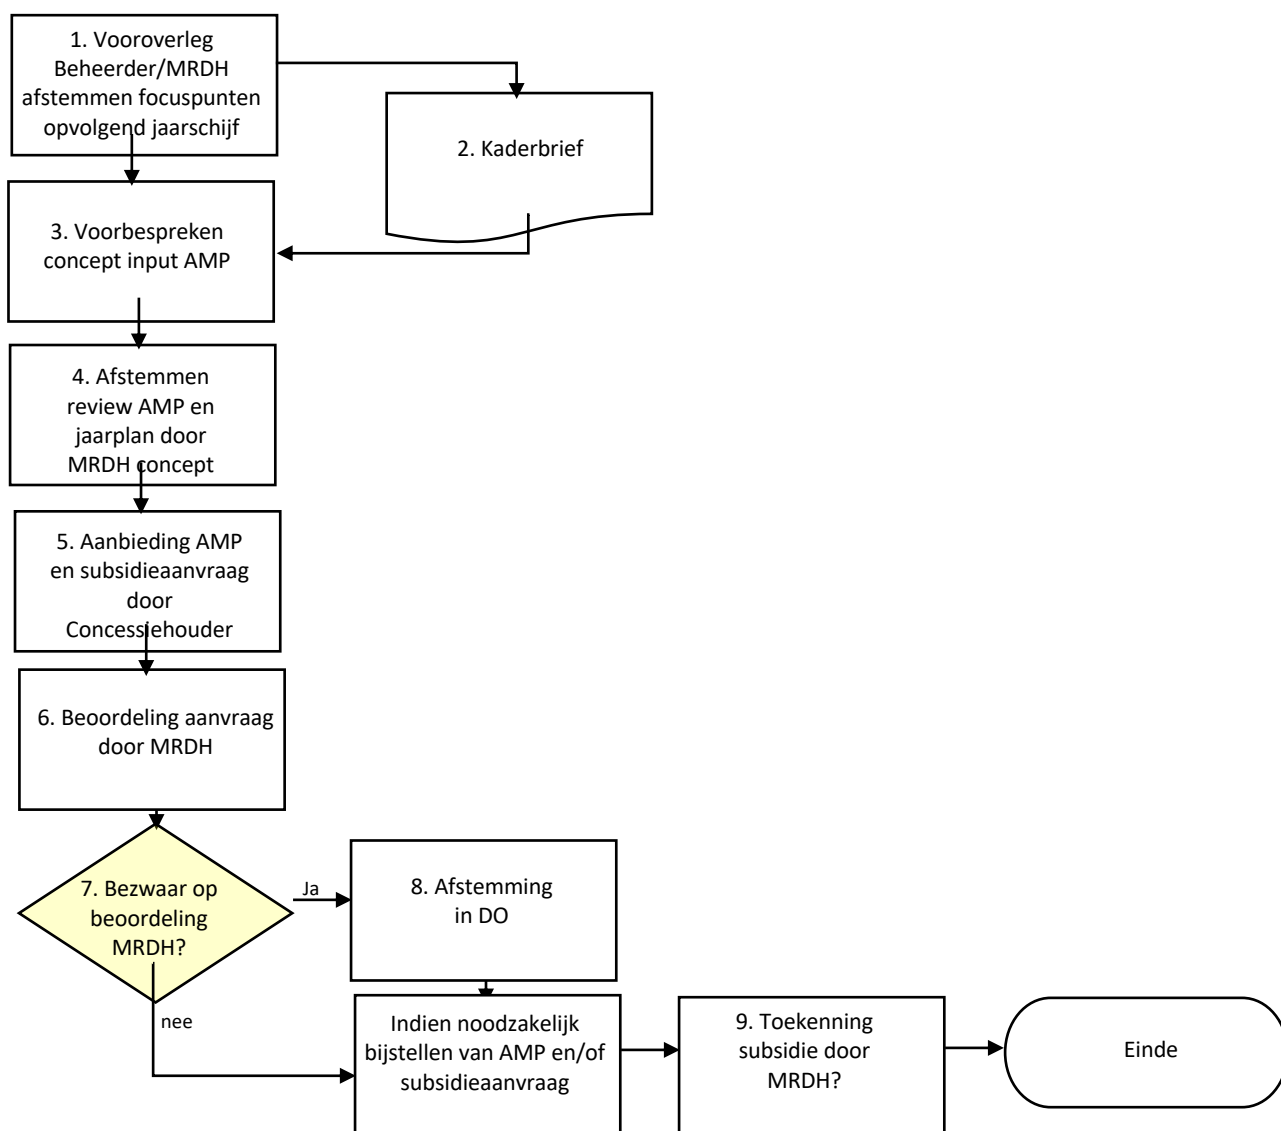 1. Vooroverleg
Beheerder/MRDH
afstemmen focuspunten
opvolgend jaarschijf
2. Kaderbrief
3. Voorbespreken
concept input AMP
4. Afstemmen
review AMP en
jaarplan door
MRDH concept
5. Aanbieding AMP
en subsidieaanvraag
door
Concessiehouder
6. Beoordeling aanvraag
door MRDH
7. Bezwaar op
beoordeling
MRDH?
Ja
8. Afstemming
in DO
nee
Indien noodzakelijk
bijstellen van AMP en/of
subsidieaanvraag
9. Toekenning
subsidie door
MRDH?
Einde